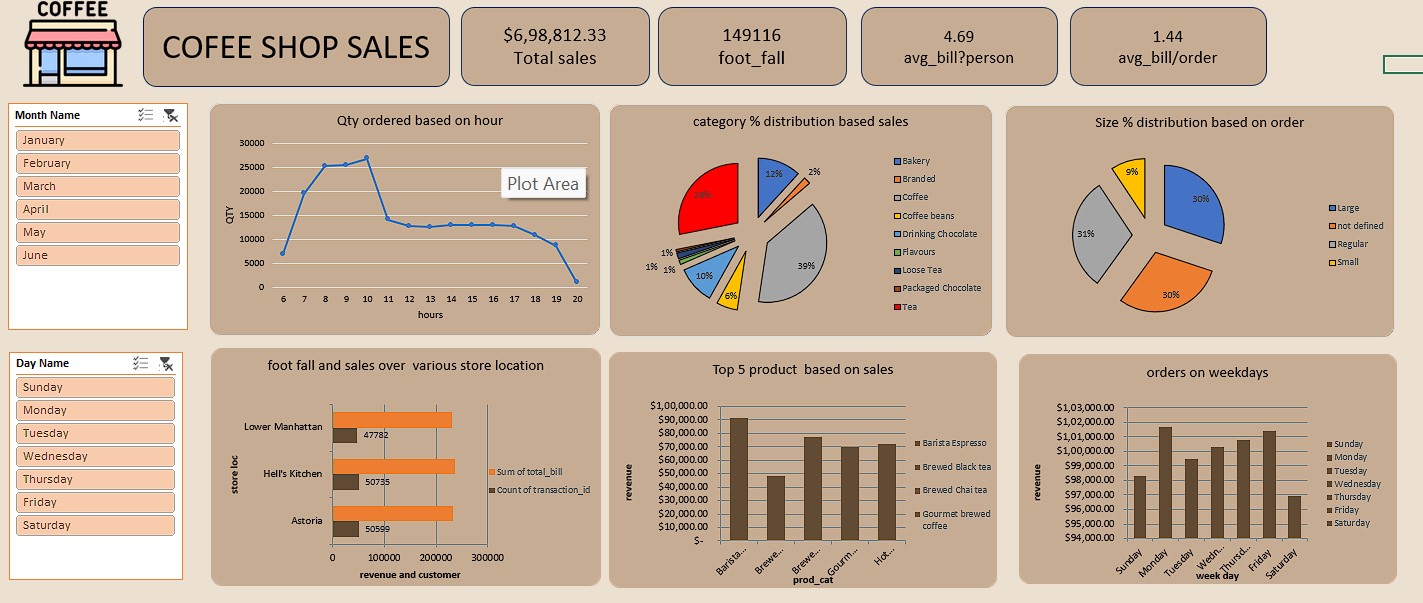 COFFEE
COFEE SHOP SALES
$6,98,812.33
Total sales
149116
foot_fall
4.69
avg_bill?person
1.44
avg_bill/order
Month Name
January
February
March
April
May
June
Qty ordered based on hour
30000
25000
20000
15000
10000
5000
0
QTY
Plot Area
6 7 8 9 10 11 12 13 14 15 16 17 18 19 20
hours
category % distribution based sales
12%
2%
39%
6%
10%
1%
1%
1%
28%
Bakery
Branded
Coffee
Coffee beans
Drinking Chocolate
Flavours
Loose Tea
Packaged Chocolate
Tea
Size % distribution based on order
9%
30%
31%
30%
Large
not defined
Regular
Small
Day Name
Sunday
Monday
Tuesday
Wednesday
Thursday
Friday
Saturday
foot fall and sales over various store location
store loc
Lower Manhattan
47782
Hell's Kitchen
50735
Astoria
50599
0 100000 200000 300000
revenue and customer
Sum of total_bill
Count of transaction_id
Top 5 product based on sales
revenue
$1,00,000.00
$90,000.00
$80,000.00
$70,000.00
$60,000.00
$50,000.00
$40,000.00
$30,000.00
$20,000.00
$10,000.00
$-
Barista... Brewe... Brewe... Gourm... Hot...
prod_cat
Barista Espresso
Brewed Black tea
Brewed Chai tea
Gourmet brewed
coffee
orders on weekdays
revenue
$1,03,000.00
$1,02,000.00
$1,01,000.00
$1,00,000.00
$99,000.00
$98,000.00
$97,000.00
$96,000.00
$95,000.00
$94,000.00
Sunday Monday Tuesday Wedn... Thursd... Friday Saturday
week day
Sunday
Monday
Tuesday
Wednesday
Thursday
Friday
Saturday